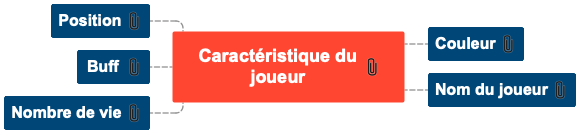 Position
Buff
Nombre de vie
Caractéristique du
joueur
Couleur
Nom du joueur